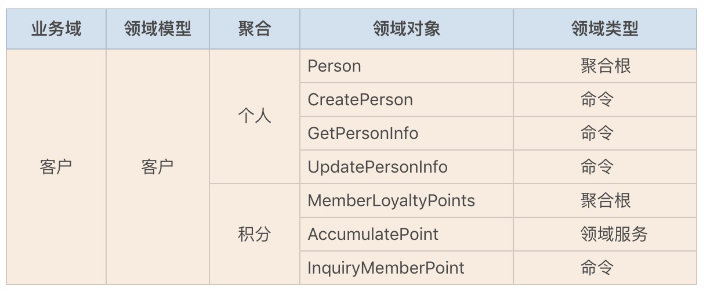 业务域 领域模型 聚合 领域对象 领域类型
客户 客户 个人 Person 聚合根
CreatePerson 命令
GetPersonInfo 命令
UpdatePersonInfo 命令
积分 MemberLoyaltyPoints 聚合根
AccumulatePoint 领域服务
InquiryMemberPoint 命令